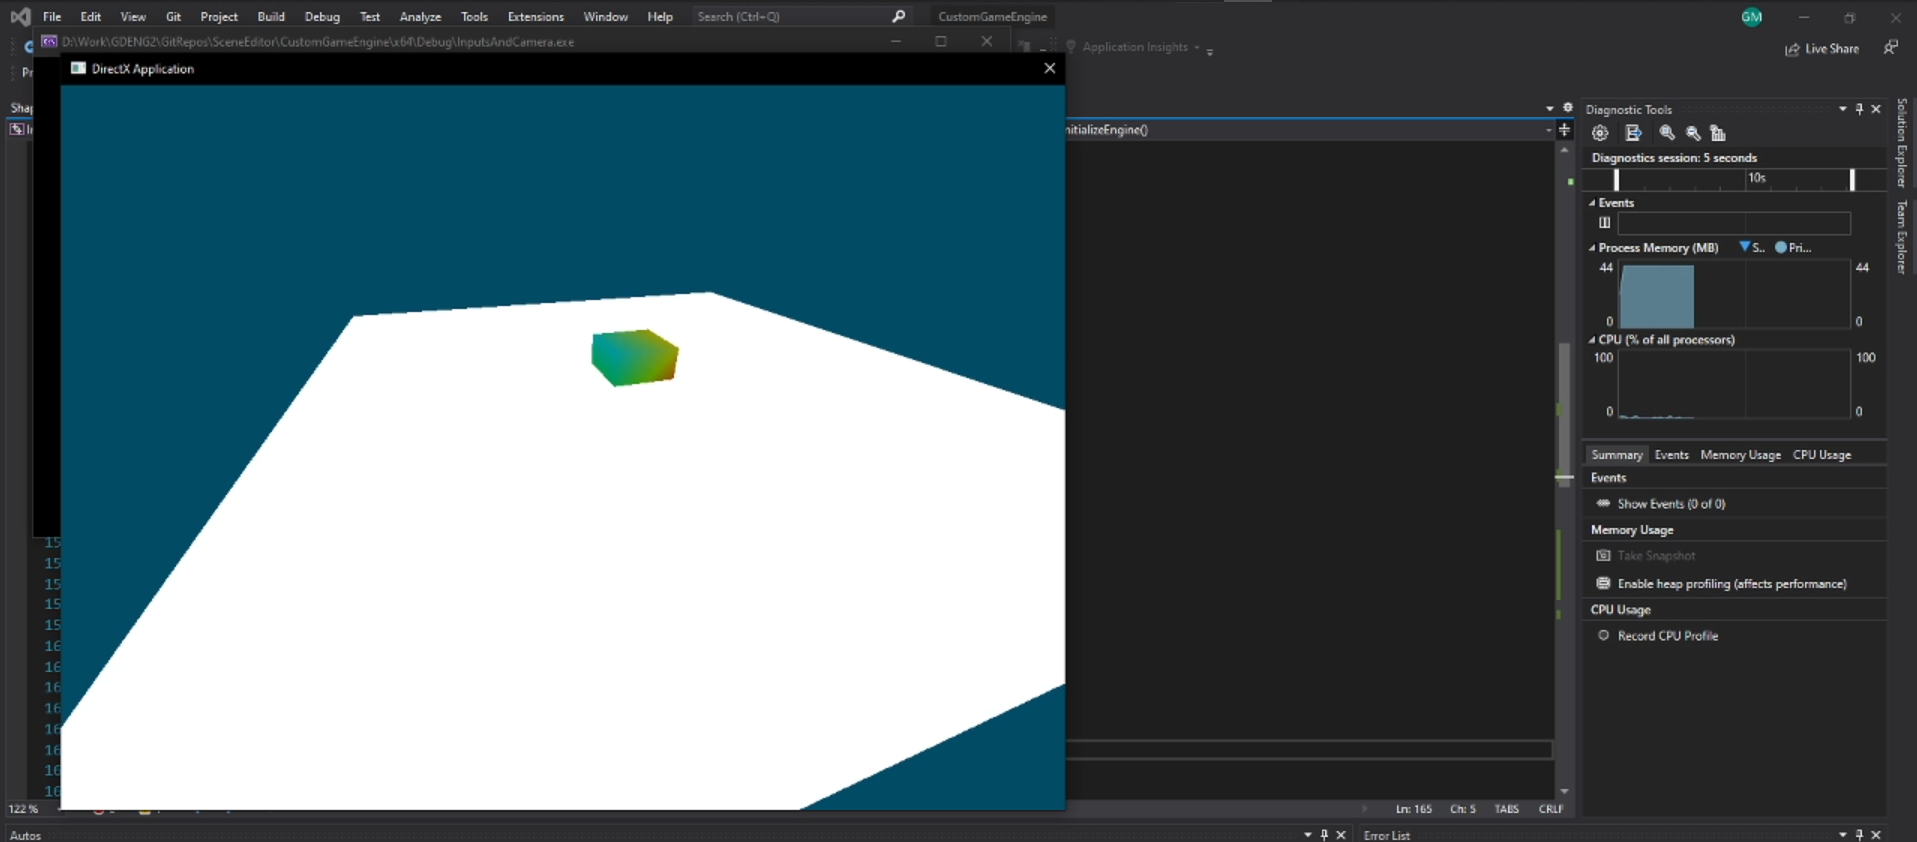 File Edit View Git Project Build Debug Test Analyze Tools Extensions Window Help Search (Ctrl+Q) CustomGameEngine GM
D:\Work\GDENG2\GitRepos\SceneEditor\CustomGameEngine\x64\Debug\InputsAndCamera.exe
Application Insights
Live Share
DirectX Application
Pr
Shap
Diagnostic Tools
In
nitializeEngine()
Diagnostics session: 5 seconds
10s
Events
Process Memory (MB) S.. Pri...
44 44
0 0
CPU (% of all processors)
100 100
0 0
Summary Events Memory Usage CPU Usage
Events
Show Events (0 of 0)
Memory Usage
Take Snapshot
Enable heap profiling (affects performance)
CPU Usage
Record CPU Profile
Solution Explorer
Team Explorer
15
15
15
15
15
16
16
16
16
16
16
16
16
122 %
Ln: 165 Ch: 5 TABS CRLF
Autos
Error List